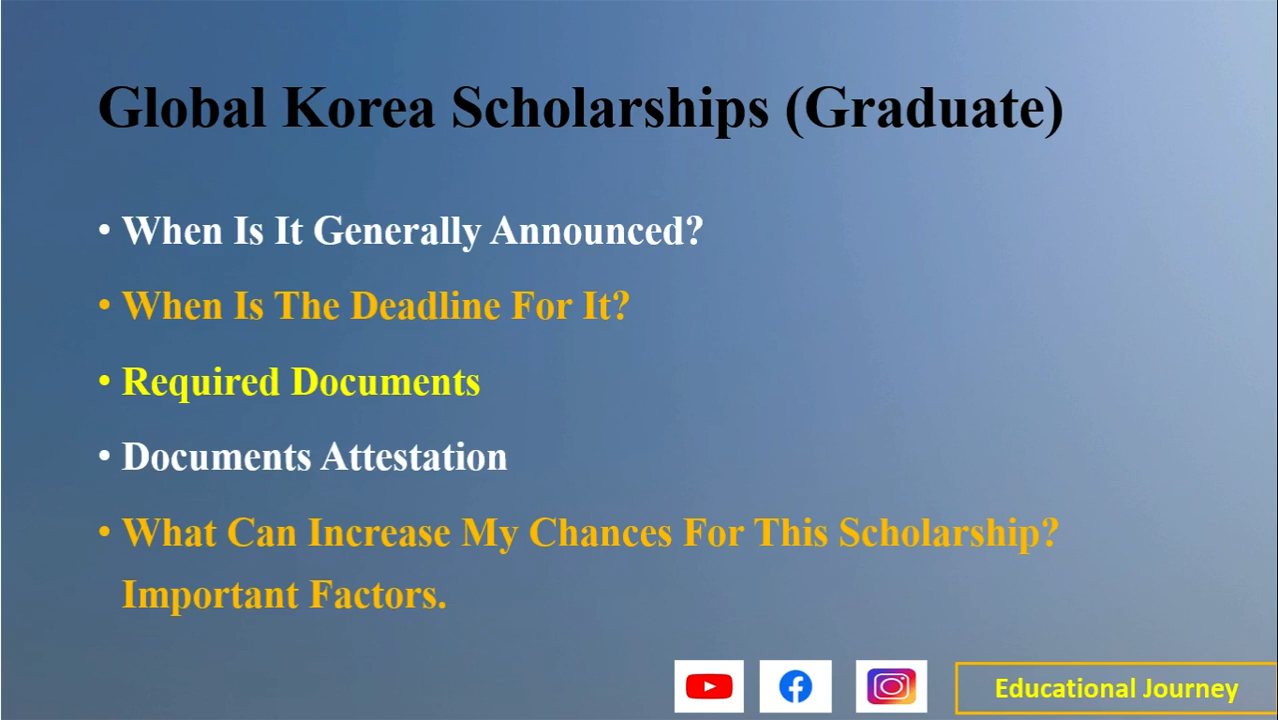 Global Korea Scholarships (Graduate)
• When Is It Generally Announced?
• When Is The Deadline For It?
• Required Documents
• Documents Attestation
• What Can Increase My Chances For This Scholarship?
Important Factors.
Educational Journey